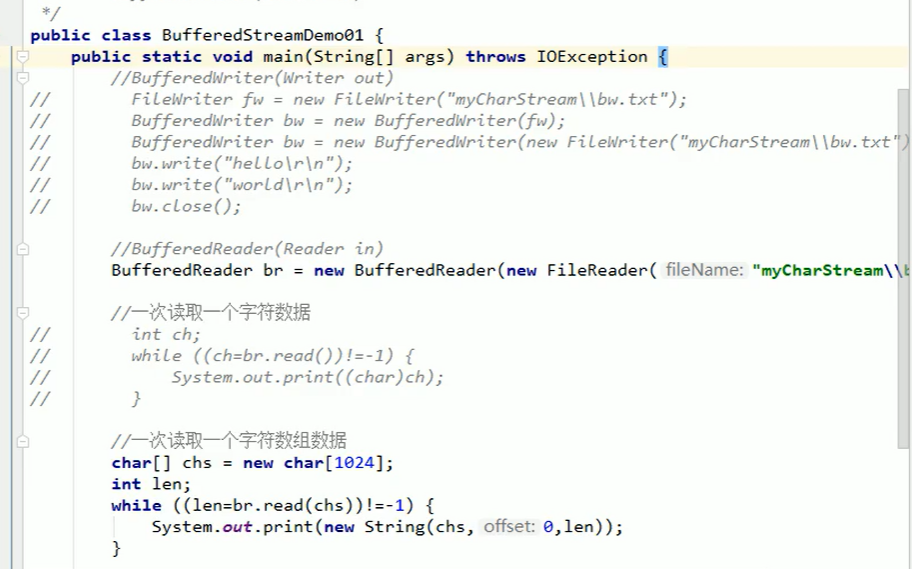 */
public class BufferedStreamDemo01 {
public static void main(String[] args) throws IOException {
//BufferedWriter(Writer out)
// FileWriter fw = new FileWriter("myCharStream\\bw.txt");
// BufferedWriter bw = new BufferedWriter(fw);
// BufferedWriter bw = new BufferedWriter(new FileWriter("myCharStream\\bw.txt")
// bw.write("hello\r\n");
// bw.write("world\r\n");
// bw.close();
//BufferedReader(Reader in)
BufferedReader br = new BufferedReader(new FileReader( fileName: "myCharStream\\
//一次读取一个字符数据
// int ch;
// while ((ch=br.read())!=-1) {
// System.out.print((char)ch);
// }
//一次读取一个字符数组数据
char[] chs = new char[1024];
int len;
while ((len=br.read(chs))!=-1) {
System.out.print(new String(chs, offset: 0,len));
}